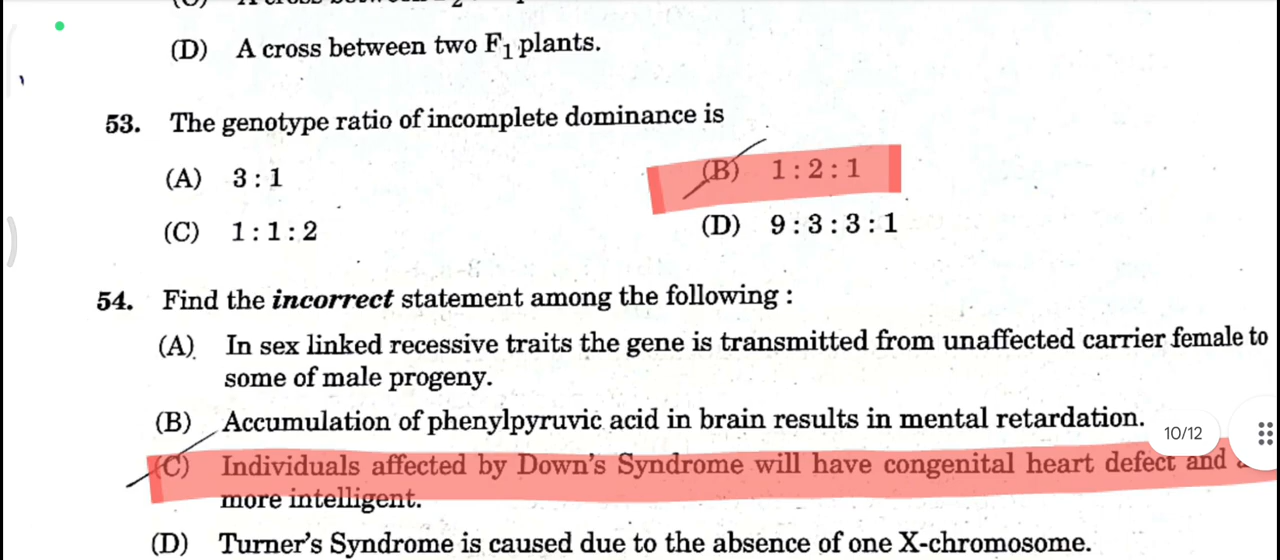 (D) A cross between two F1 plants.
53. The genotype ratio of incomplete dominance is
(A) 3 : 1
(B) 1 : 2 : 1
(C) 1 : 1 : 2
(D) 9 : 3 : 3 : 1
54. Find the incorrect statement among the following :
(A) In sex linked recessive traits the gene is transmitted from unaffected carrier female to
some of male progeny.
(B) Accumulation of phenylpyruvic acid in brain results in mental retardation.
10/12
(C) Individuals affected by Down's Syndrome will have congenital heart defect and
more intelligent.
(D) Turner's Syndrome is caused due to the absence of one X-chromosome.